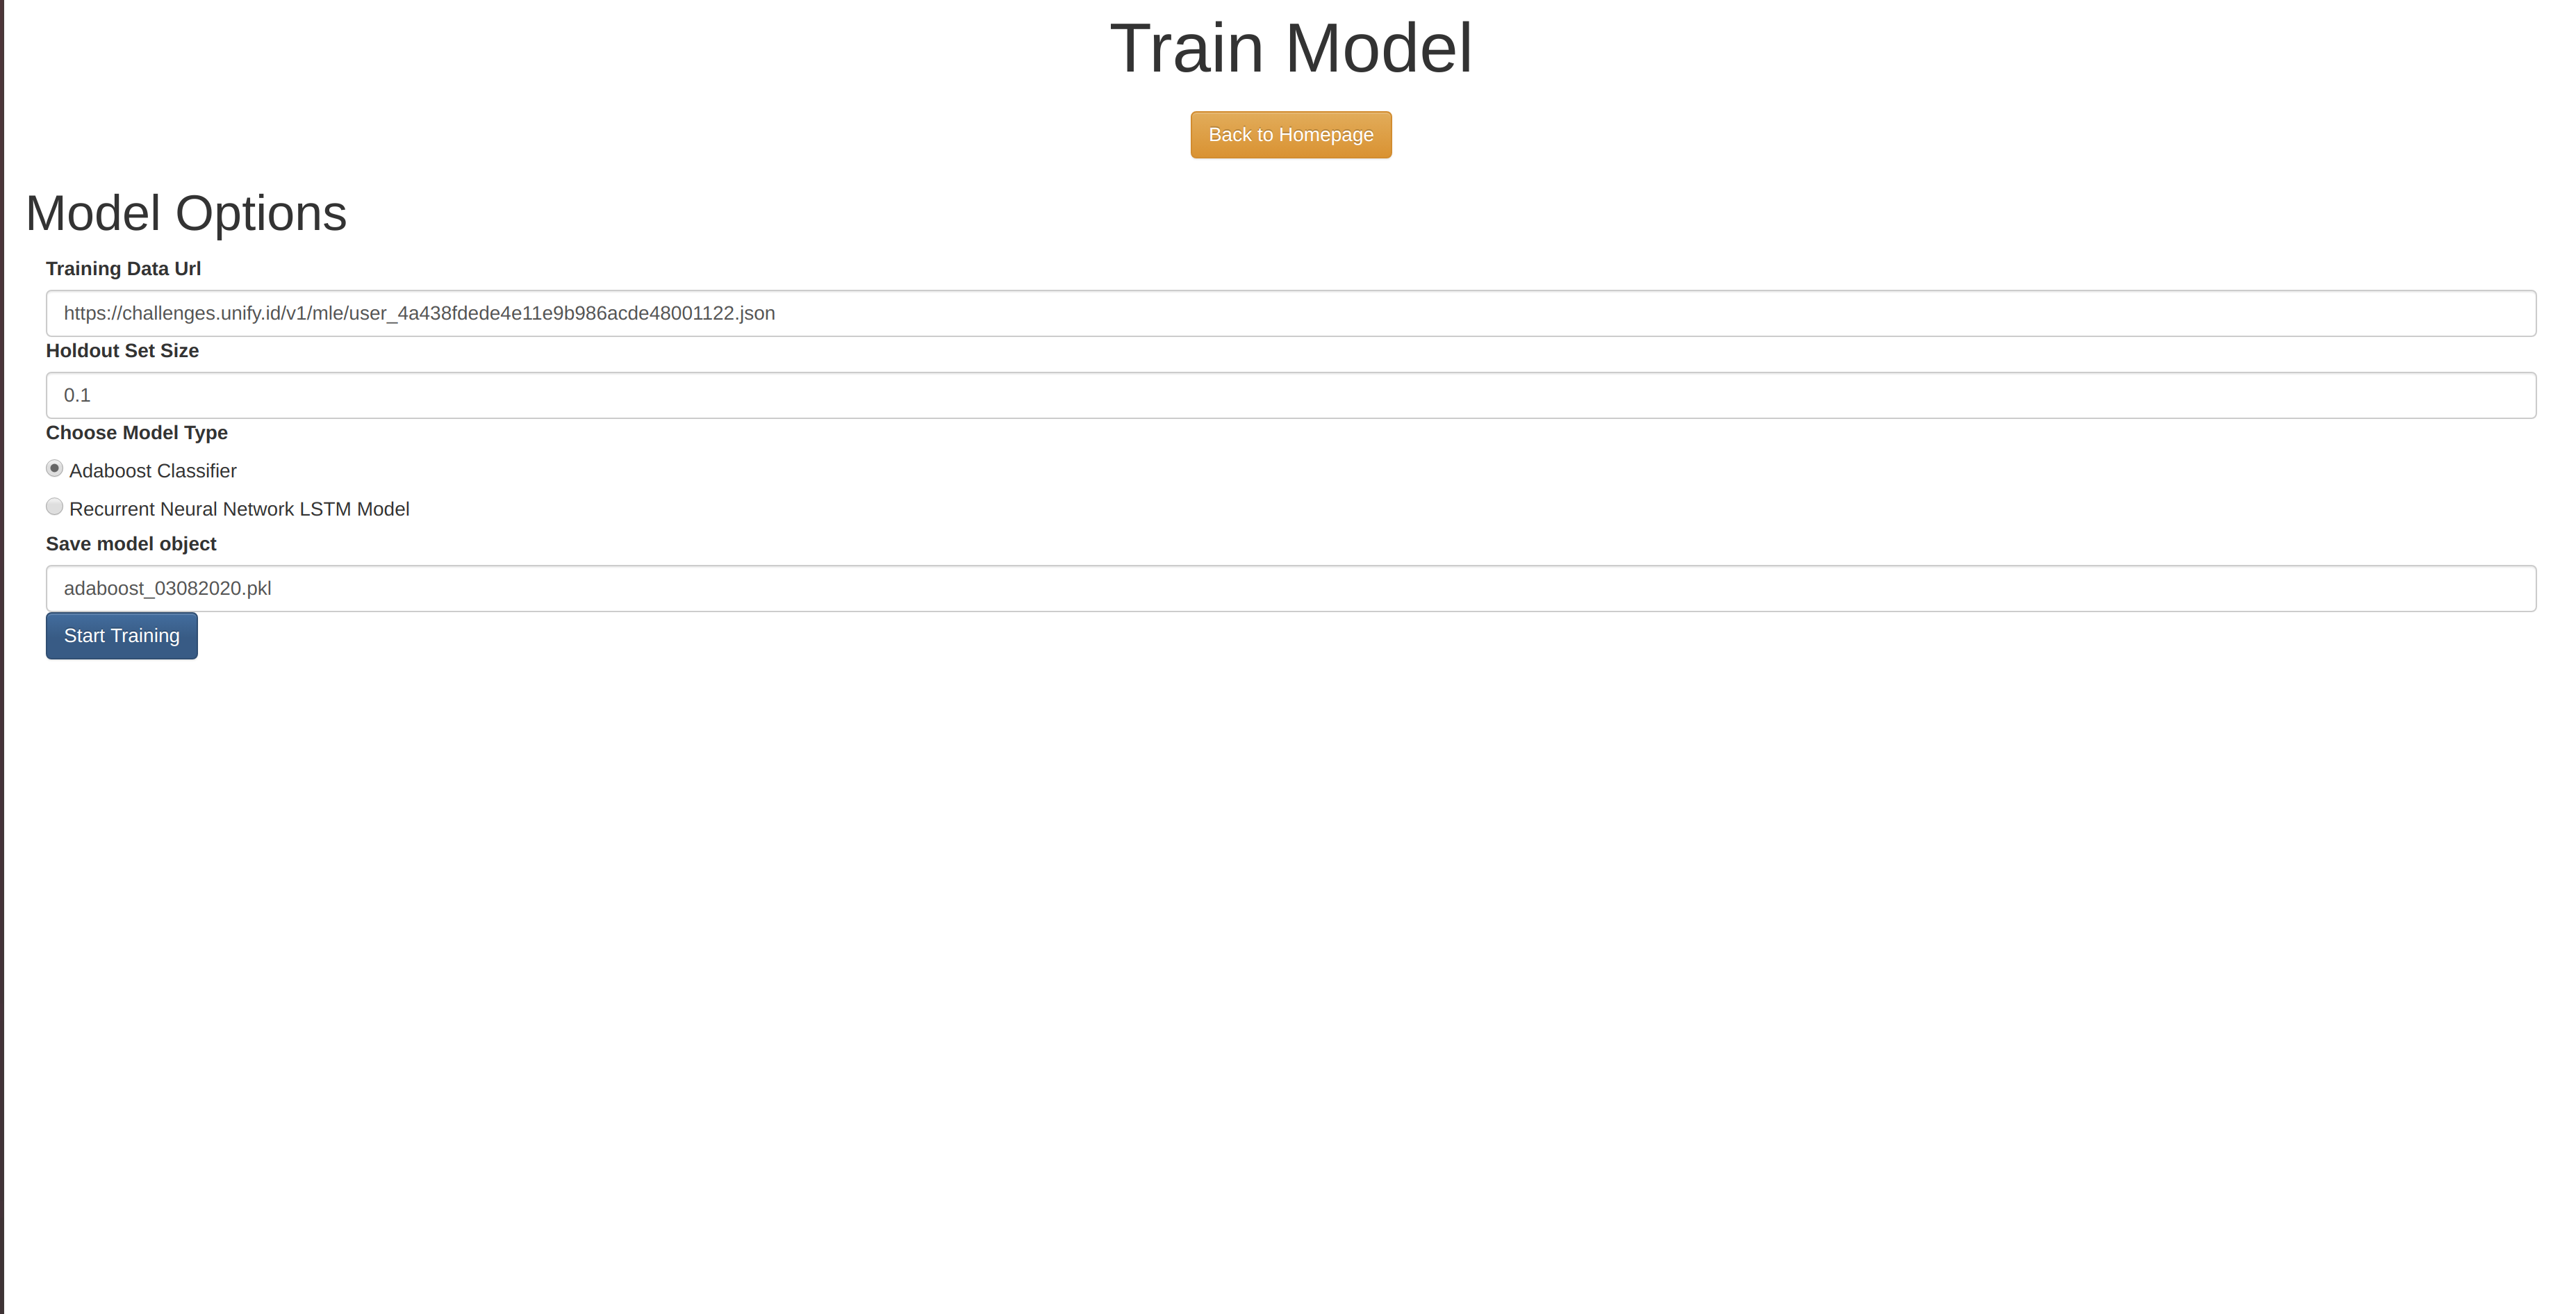 Train Model
Back to Homepage
Model Options
Training Data Url
https://challenges.unify.id/v1/mle/user_4a438fdede4e11e9b986acde48001122.json
Holdout Set Size
0.1
Choose Model Type
Adaboost Classifier
Recurrent Neural Network LSTM Model
Save model object
adaboost_03082020.pkl
Start Training